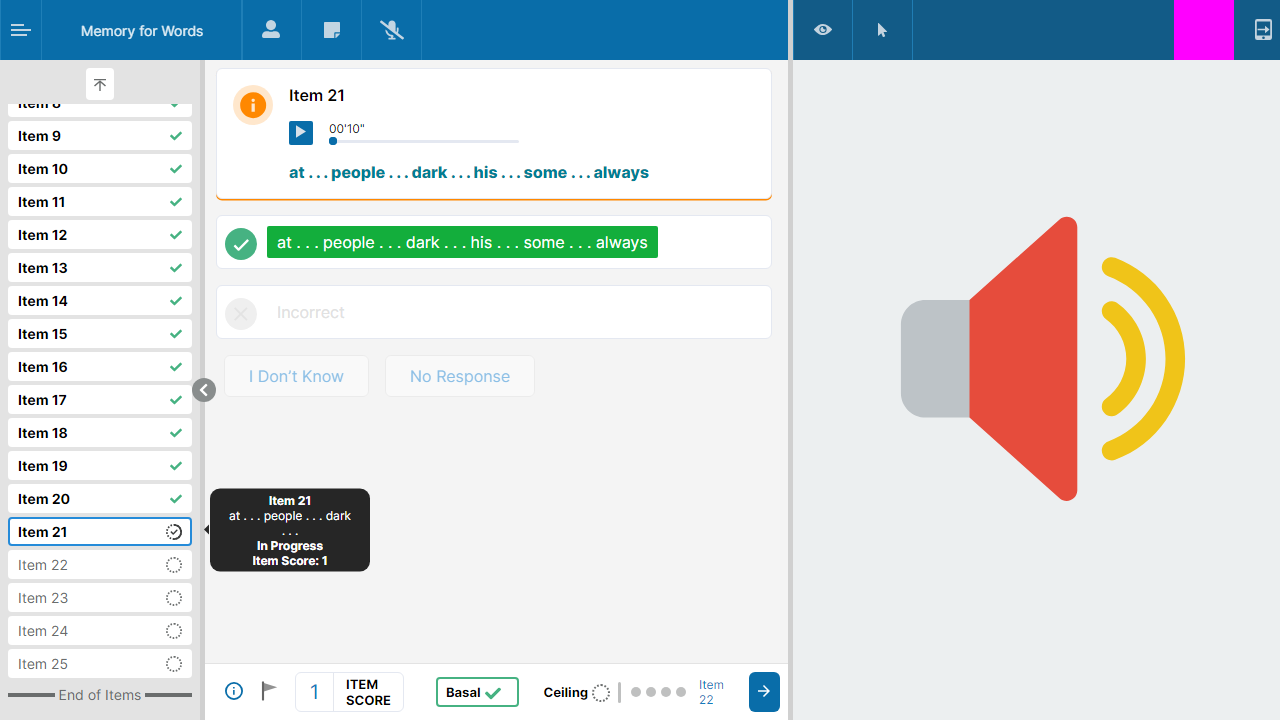 Memory for Words
Item 8
Item 9
Item 10
Item 11
Item 12
Item 13
Item 14
Item 15
Item 16
Item 17
Item 18
Item 19
Item 20
Item 21
Item 22
Item 23
Item 24
Item 25
End of Items
Item 21
00'10"
at . . . people . . . dark . . . his . . . some . . . always
at . . . people . . . dark . . . his . . . some . . . always
Incorrect
I Don't Know
No Response
Item 21
at . . . people . . . dark
. . .
In Progress
Item Score: 1
1
ITEM
SCORE
Basal
Ceiling
Item
22